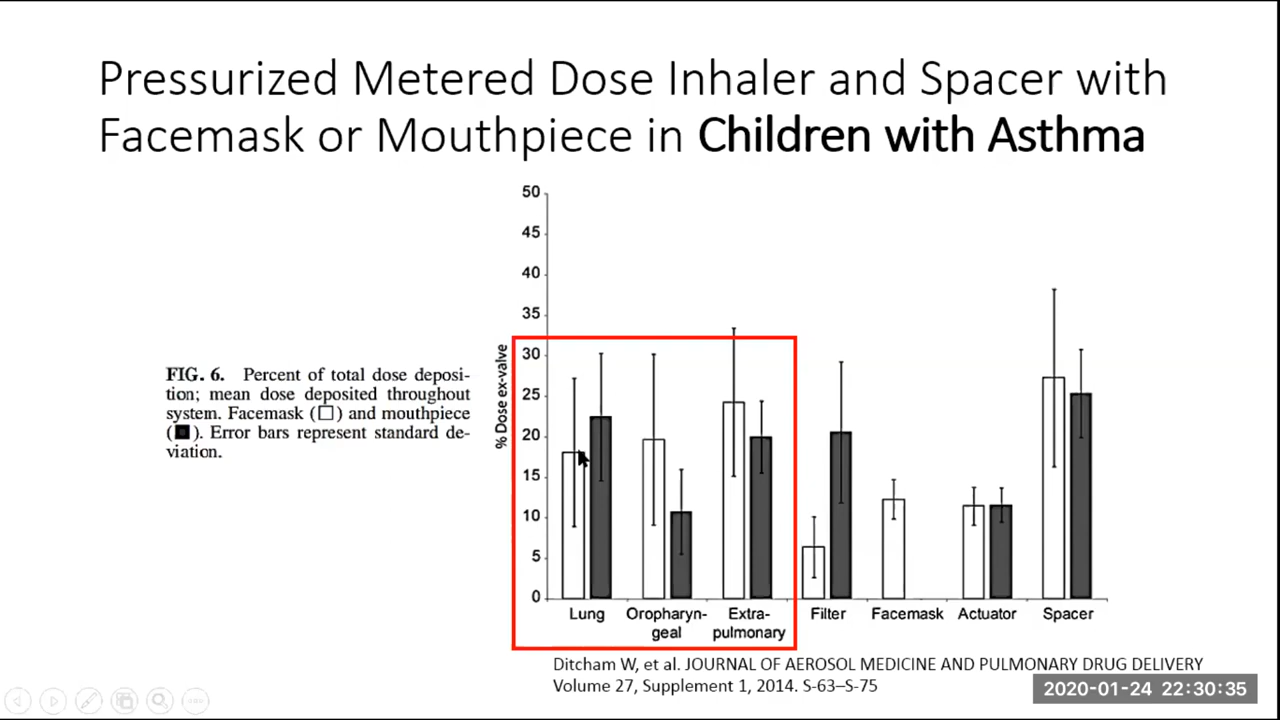 Pressurized Metered Dose Inhaler and Spacer with
Facemask or Mouthpiece in Children with Asthma
FIG. 6. Percent of total dose deposi-
tion; mean dose deposited throughout
system. Facemask (□) and mouthpiece
(■). Error bars represent standard de-
viation.
% Dose ex-valve
50
45
40
35
30
25
20
15
10
5
0
Lung
Oropharyn-
geal
Extra-
pulmonary
Filter
Facemask
Actuator
Spacer
Ditcham W, et al. JOURNAL OF AEROSOL MEDICINE AND PULMONARY DRUG DELIVERY
Volume 27, Supplement 1, 2014. S-63–S-75
2020-01-24 22:30:35